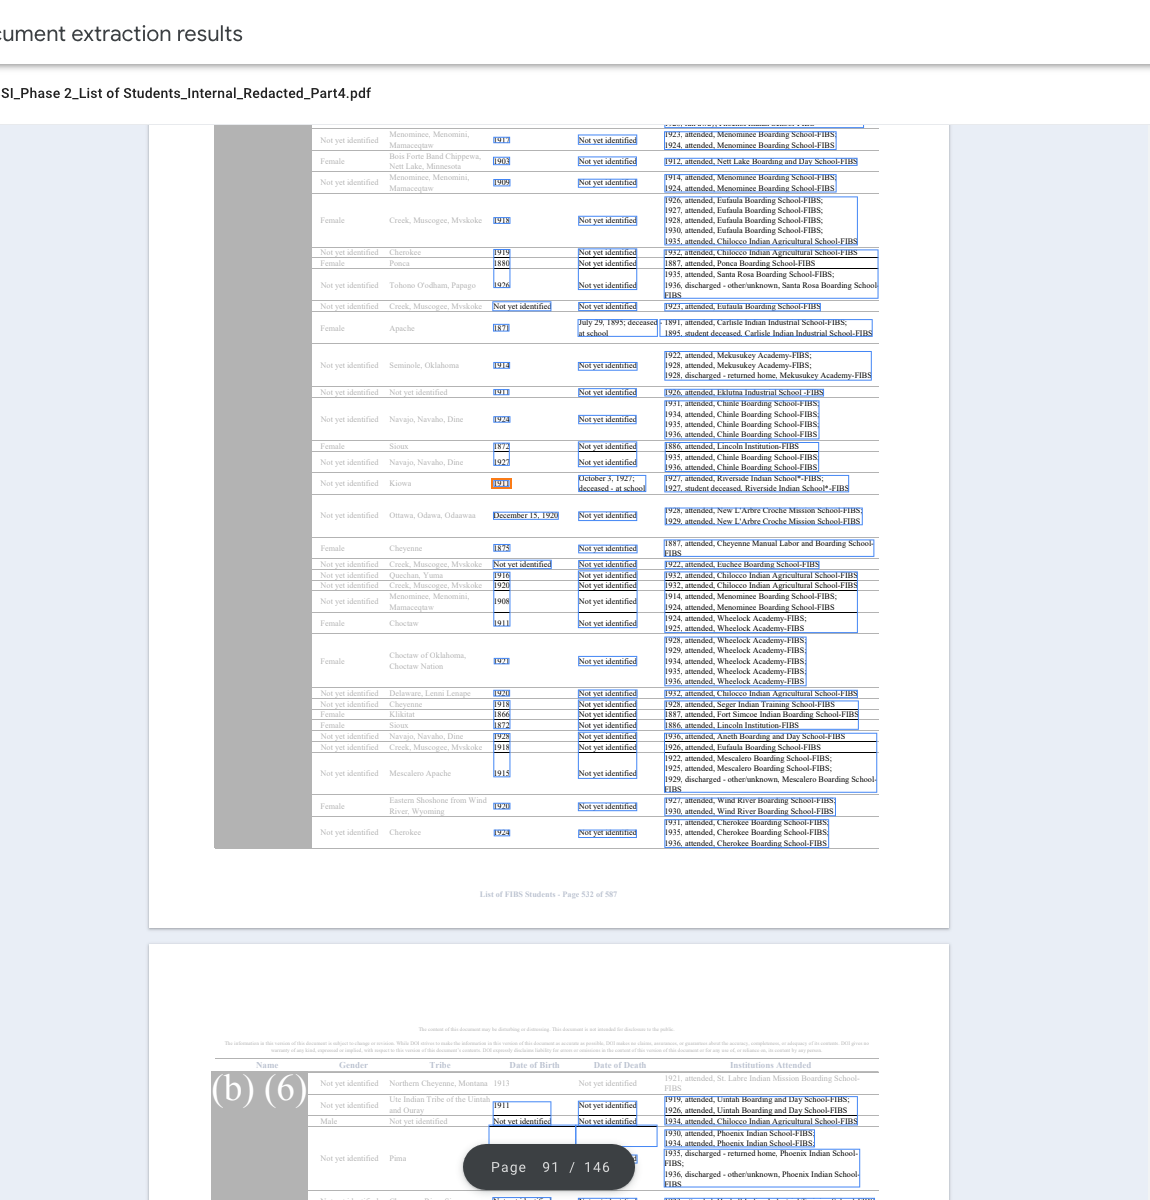 cument extraction results
SI_Phase 2_List of Students_Internal_Redacted_Part4.pdf
Not yet identified Menominee, Menomini, Mamaceqtaw 1917 Not yet identified 1923, attended, Menominee Boarding School-FIBS;
1924, attended, Menominee Boarding School-FIBS
Female Bois Forte Band Chippewa, Nett Lake, Minnesota 1903 Not yet identified 1912, attended, Nett Lake Boarding and Day School-FIBS
Not yet identified Menominee, Menomini, Mamaceqtaw 1909 Not yet identified 1914, attended, Menominee Boarding School-FIBS;
1924, attended, Menominee Boarding School-FIBS
Female Creek, Muscogee, Mvskoke 1918 Not yet identified 1926, attended, Eufaula Boarding School-FIBS;
1927, attended, Eufaula Boarding School-FIBS;
1928, attended, Eufaula Boarding School-FIBS;
1930, attended, Eufaula Boarding School-FIBS;
1935, attended, Chilocco Indian Agricultural School-FIBS
Not yet identified Cherokee 1919 Not yet identified 1932, attended, Chilocco Indian Agricultural School-FIBS
Female Ponca 1880 Not yet identified 1887, attended, Ponca Boarding School-FIBS
Not yet identified Tohono O'odham, Papago 1926 Not yet identified 1935, attended, Santa Rosa Boarding School-FIBS;
1936, discharged - other/unknown, Santa Rosa Boarding School-
FIBS
Not yet identified Creek, Muscogee, Mvskoke Not yet identified Not yet identified 1923, attended, Eufaula Boarding School-FIBS
Female Apache 1871 July 29, 1895; deceased - at school 1891, attended, Carlisle Indian Industrial School-FIBS;
1895, student deceased, Carlisle Indian Industrial School-FIBS
Not yet identified Seminole, Oklahoma 1914 Not yet identified 1922, attended, Mekusukey Academy-FIBS;
1928, attended, Mekusukey Academy-FIBS;
1928, discharged - returned home, Mekusukey Academy-FIBS
Not yet identified Not yet identified 1911 Not yet identified 1926, attended, Eklutna Industrial School -FIBS
Not yet identified Navajo, Navaho, Dine 1924 Not yet identified 1931, attended, Chinle Boarding School-FIBS;
1934, attended, Chinle Boarding School-FIBS;
1935, attended, Chinle Boarding School-FIBS;
1936, attended, Chinle Boarding School-FIBS
Female Sioux 1872 Not yet identified 1886, attended, Lincoln Institution-FIBS
Not yet identified Navajo, Navaho, Dine 1927 Not yet identified 1935, attended, Chinle Boarding School-FIBS;
1936, attended, Chinle Boarding School-FIBS
Not yet identified Kiowa 1911 October 3, 1927; deceased - at school 1927, attended, Riverside Indian School*-FIBS;
1927, student deceased, Riverside Indian School*-FIBS
Not yet identified Ottawa, Odawa, Odaawaa December 15, 1920 Not yet identified 1928, attended, New L'Arbre Croche Mission School-FIBS;
1929, attended, New L'Arbre Croche Mission School-FIBS
Female Cheyenne 1875 Not yet identified 1887, attended, Cheyenne Manual Labor and Boarding School-
FIBS
Not yet identified Creek, Muscogee, Mvskoke Not yet identified Not yet identified 1922, attended, Euchee Boarding School-FIBS
Not yet identified Quechan, Yuma 1916 Not yet identified 1932, attended, Chilocco Indian Agricultural School-FIBS
Not yet identified Creek, Muscogee, Mvskoke 1920 Not yet identified 1932, attended, Chilocco Indian Agricultural School-FIBS
Not yet identified Menominee, Menomini, Mamaceqtaw 1908 Not yet identified 1914, attended, Menominee Boarding School-FIBS;
1924, attended, Menominee Boarding School-FIBS
Female Choctaw 1911 Not yet identified 1924, attended, Wheelock Academy-FIBS;
1925, attended, Wheelock Academy-FIBS
Female Choctaw of Oklahoma, Choctaw Nation 1921 Not yet identified 1928, attended, Wheelock Academy-FIBS;
1929, attended, Wheelock Academy-FIBS;
1934, attended, Wheelock Academy-FIBS;
1935, attended, Wheelock Academy-FIBS;
1936, attended, Wheelock Academy-FIBS
Not yet identified Delaware, Lenni Lenape 1920 Not yet identified 1932, attended, Chilocco Indian Agricultural School-FIBS
Not yet identified Cheyenne 1918 Not yet identified 1928, attended, Seger Indian Training School-FIBS
Female Klikitat 1866 Not yet identified 1887, attended, Fort Simcoe Indian Boarding School-FIBS
Female Sioux 1872 Not yet identified 1886, attended, Lincoln Institution-FIBS
Not yet identified Navajo, Navaho, Dine 1928 Not yet identified 1936, attended, Aneth Boarding and Day School-FIBS
Not yet identified Creek, Muscogee, Mvskoke 1918 Not yet identified 1926, attended, Eufaula Boarding School-FIBS
Not yet identified Mescalero Apache 1915 Not yet identified 1922, attended, Mescalero Boarding School-FIBS;
1925, attended, Mescalero Boarding School-FIBS;
1929, discharged - other/unknown, Mescalero Boarding School-
FIBS
Female Eastern Shoshone from Wind River, Wyoming 1920 Not yet identified 1927, attended, Wind River Boarding School-FIBS;
1930, attended, Wind River Boarding School-FIBS
Not yet identified Cherokee 1924 Not yet identified 1931, attended, Cherokee Boarding School-FIBS;
1935, attended, Cherokee Boarding School-FIBS;
1936, attended, Cherokee Boarding School-FIBS
List of FIBS Students - Page 532 of 587
The content of this document may be disturbing or distressing. This document is not intended for disclosure to the public.
Name Gender Tribe Date of Birth Date of Death Institutions Attended
(b) (6)
Not yet identified Northern Cheyenne, Montana 1913 Not yet identified 1921, attended, St. Labre Indian Mission Boarding School-
FIBS
Not yet identified Ute Indian Tribe of the Uintah and Ouray 1911 Not yet identified 1919, attended, Uintah Boarding and Day School-FIBS;
1926, attended, Uintah Boarding and Day School-FIBS
Male Not yet identified Not yet identified Not yet identified 1934, attended, Chilocco Indian Agricultural School-FIBS
Not yet identified Pima 1930, attended, Phoenix Indian School-FIBS;
1934, attended, Phoenix Indian School-FIBS;
1935, discharged - returned home, Phoenix Indian School-
FIBS;
1936, discharged - other/unknown, Phoenix Indian School-
FIBS
Page 91 / 146